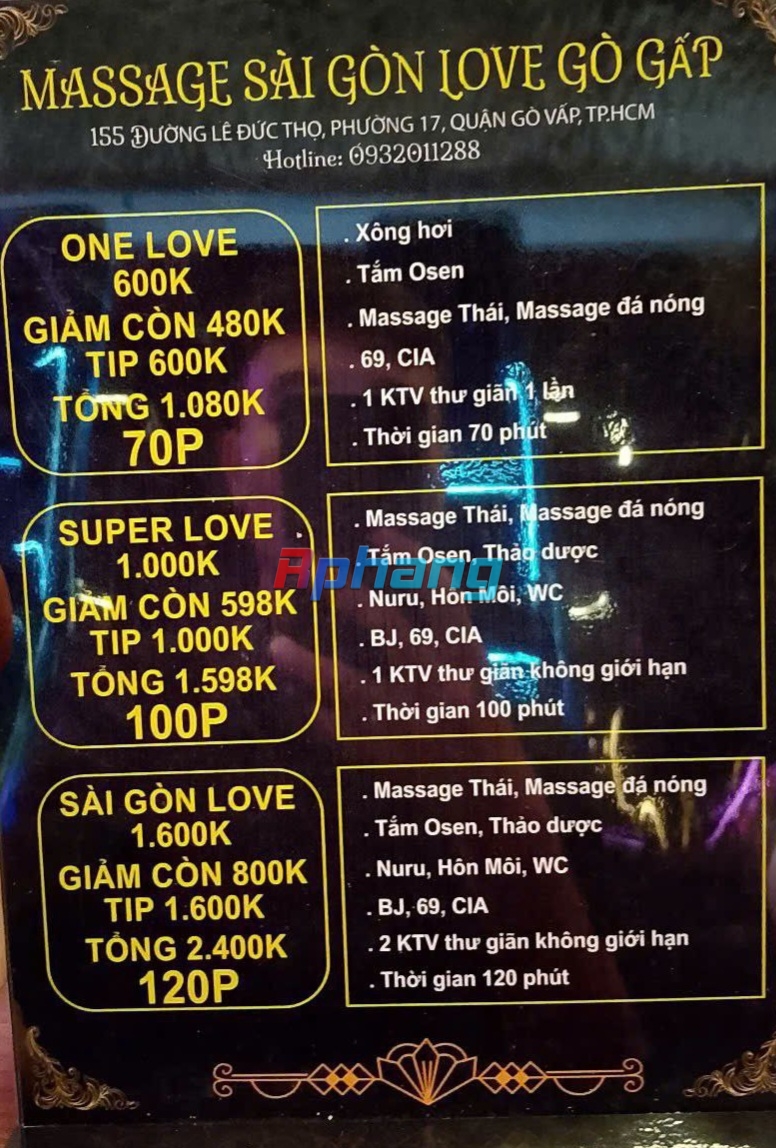 MASSAGE SÀI GÒN LOVE GÒ GẤP
155 ĐƯỜNG LÊ ĐỨC THỌ, PHƯỜNG 17, QUẬN GÒ VẤP, TP.HCM
Hotline: 0932011288
ONE LOVE
600K
GIẢM CÒN 480K
TIP 600K
TỔNG 1.080K
70P
. Xông hơi
. Tắm Osen
. Massage Thái, Massage đá nóng
. 69, CIA
. 1 KTV thư giãn 1 lần
. Thời gian 70 phút
SUPER LOVE
1.000K
GIẢM CÒN 598K
TIP 1.000K
TỔNG 1.598K
100P
. Massage Thái, Massage đá nóng
. Tắm Osen, Thảo dược
. Nuru, Hôn Môi, WC
. BJ, 69, CIA
. 1 KTV thư giãn không giới hạn
. Thời gian 100 phút
Aphang
SÀI GÒN LOVE
1.600K
GIẢM CÒN 800K
TIP 1.600K
TỔNG 2.400K
120P
. Massage Thái, Massage đá nóng
. Tắm Osen, Thảo dược
. Nuru, Hôn Môi, WC
. BJ, 69, CIA
. 2 KTV thư giãn không giới hạn
. Thời gian 120 phút